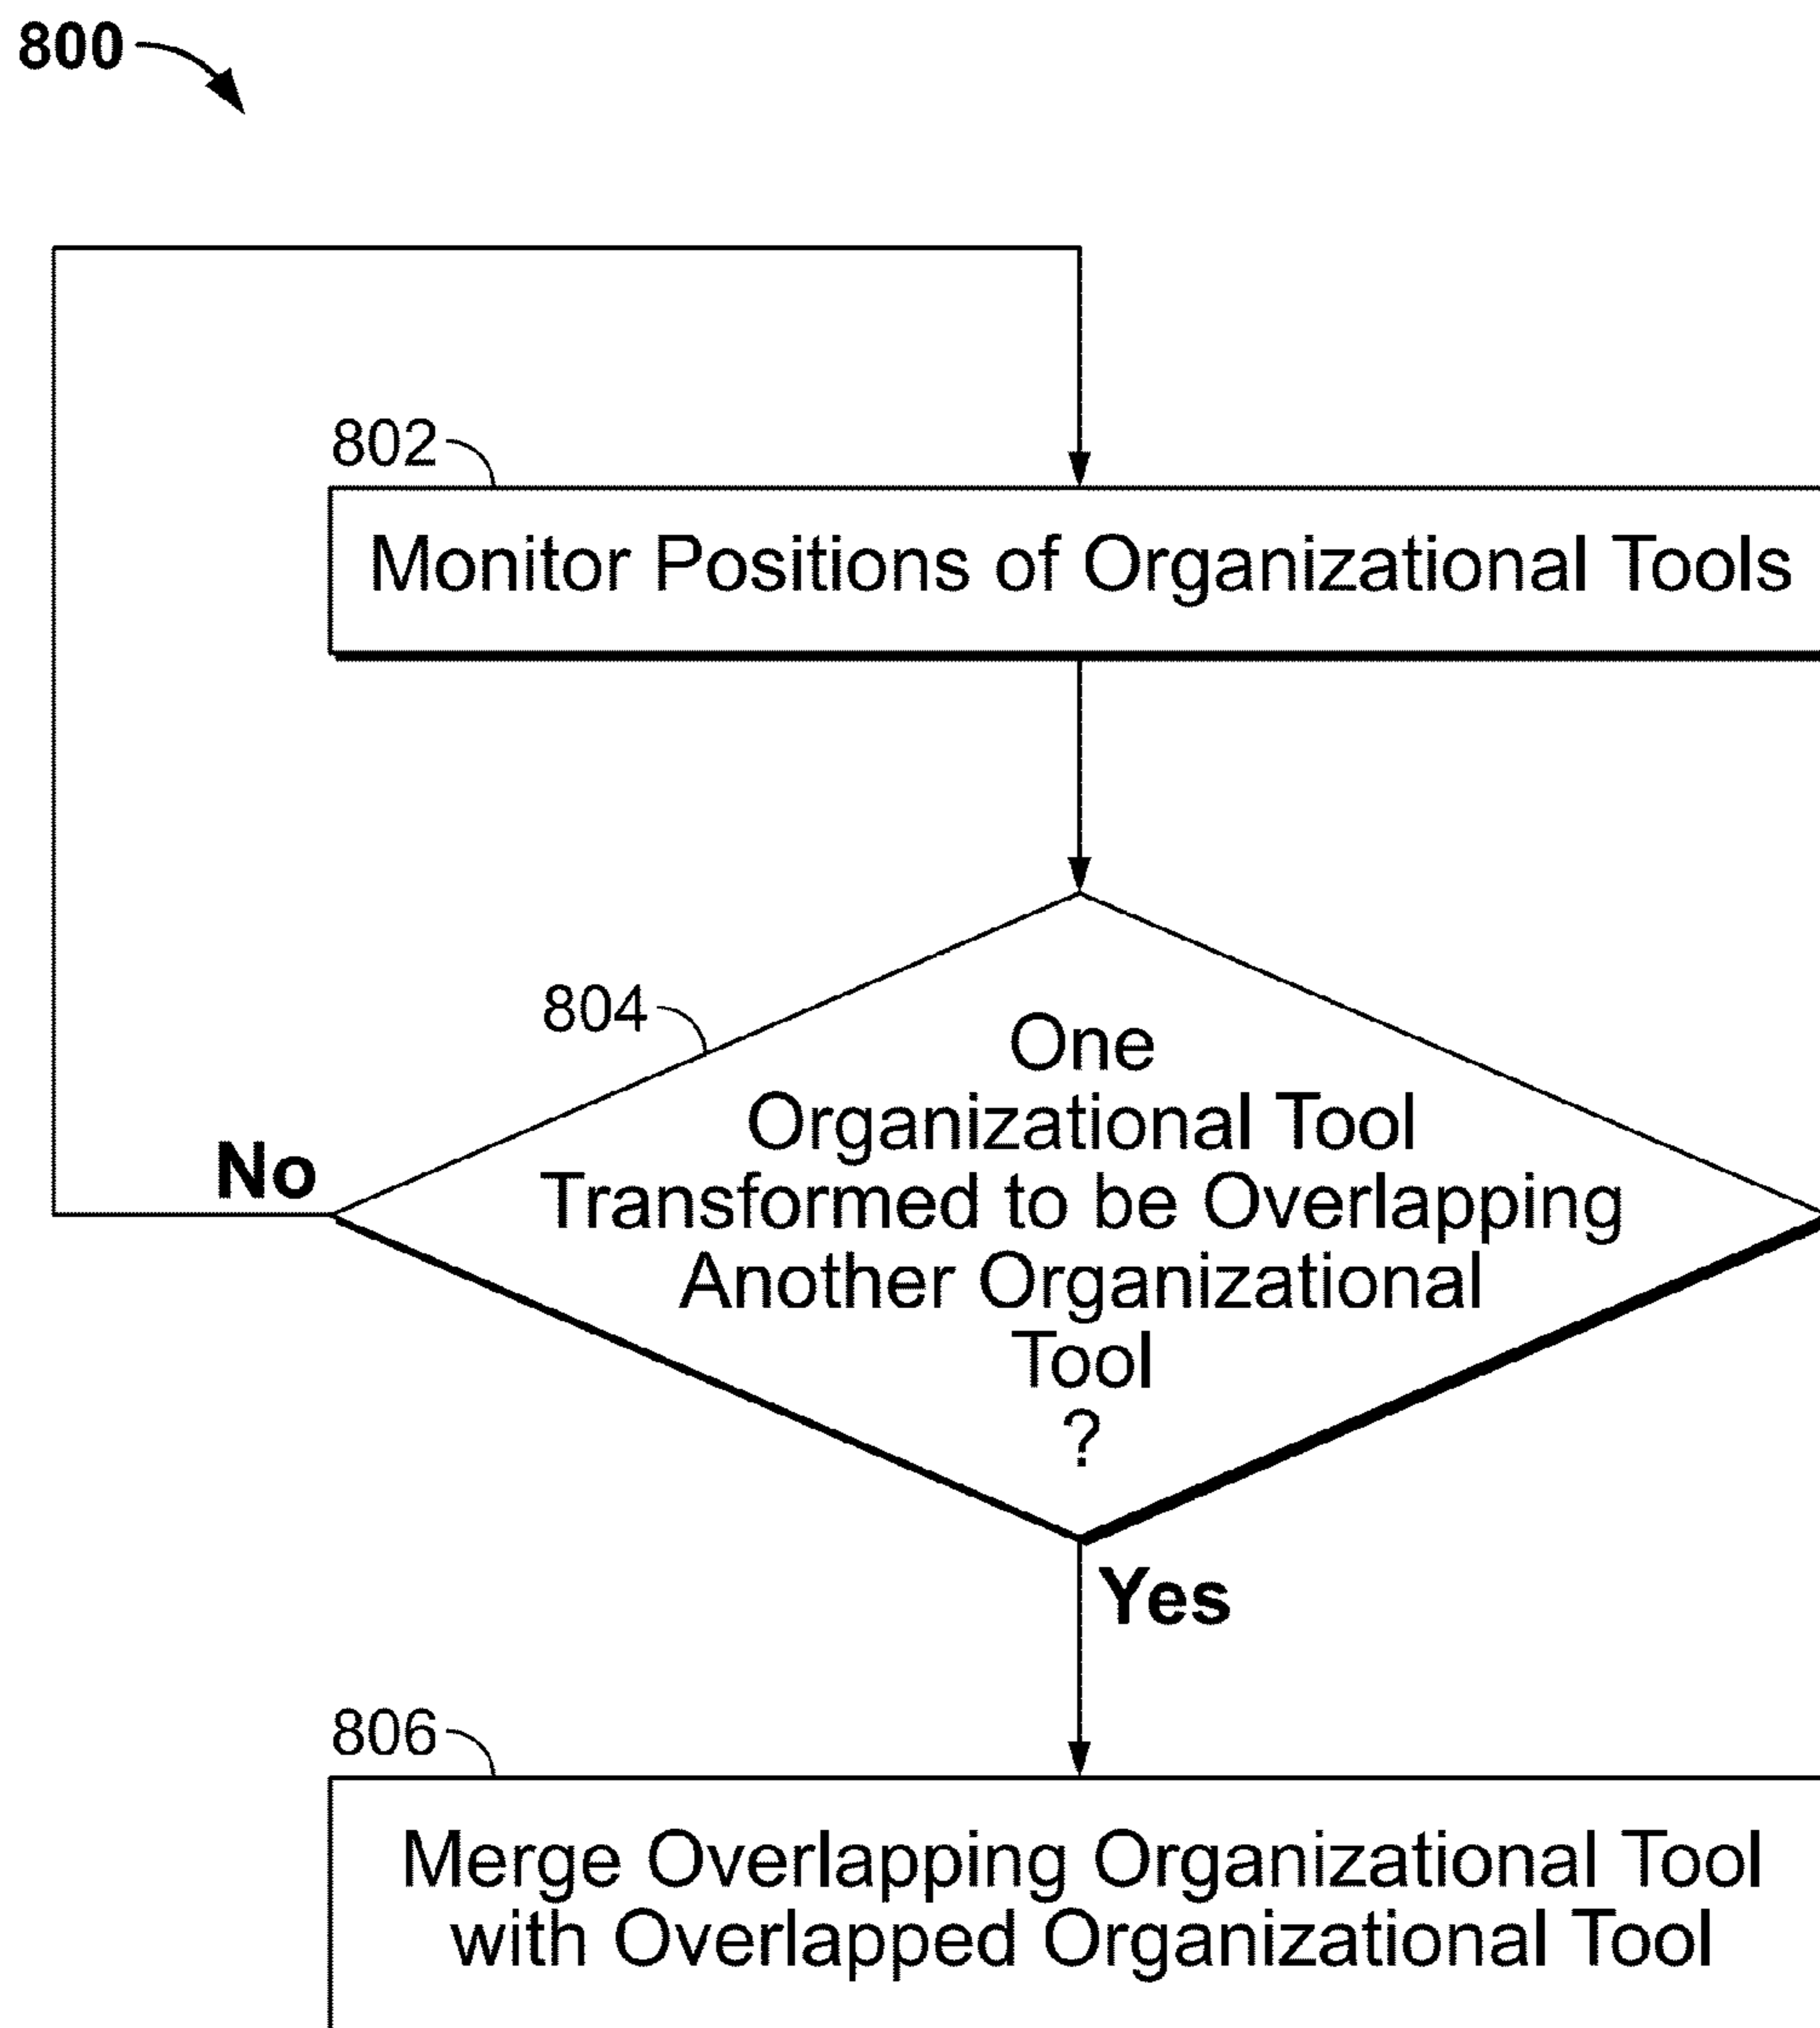 800
802
Monitor Positions of Organizational Tools
804
One
Organizational Tool
Transformed to be Overlapping
Another Organizational
Tool
?
No
Yes
806
Merge Overlapping Organizational Tool
with Overlapped Organizational Tool